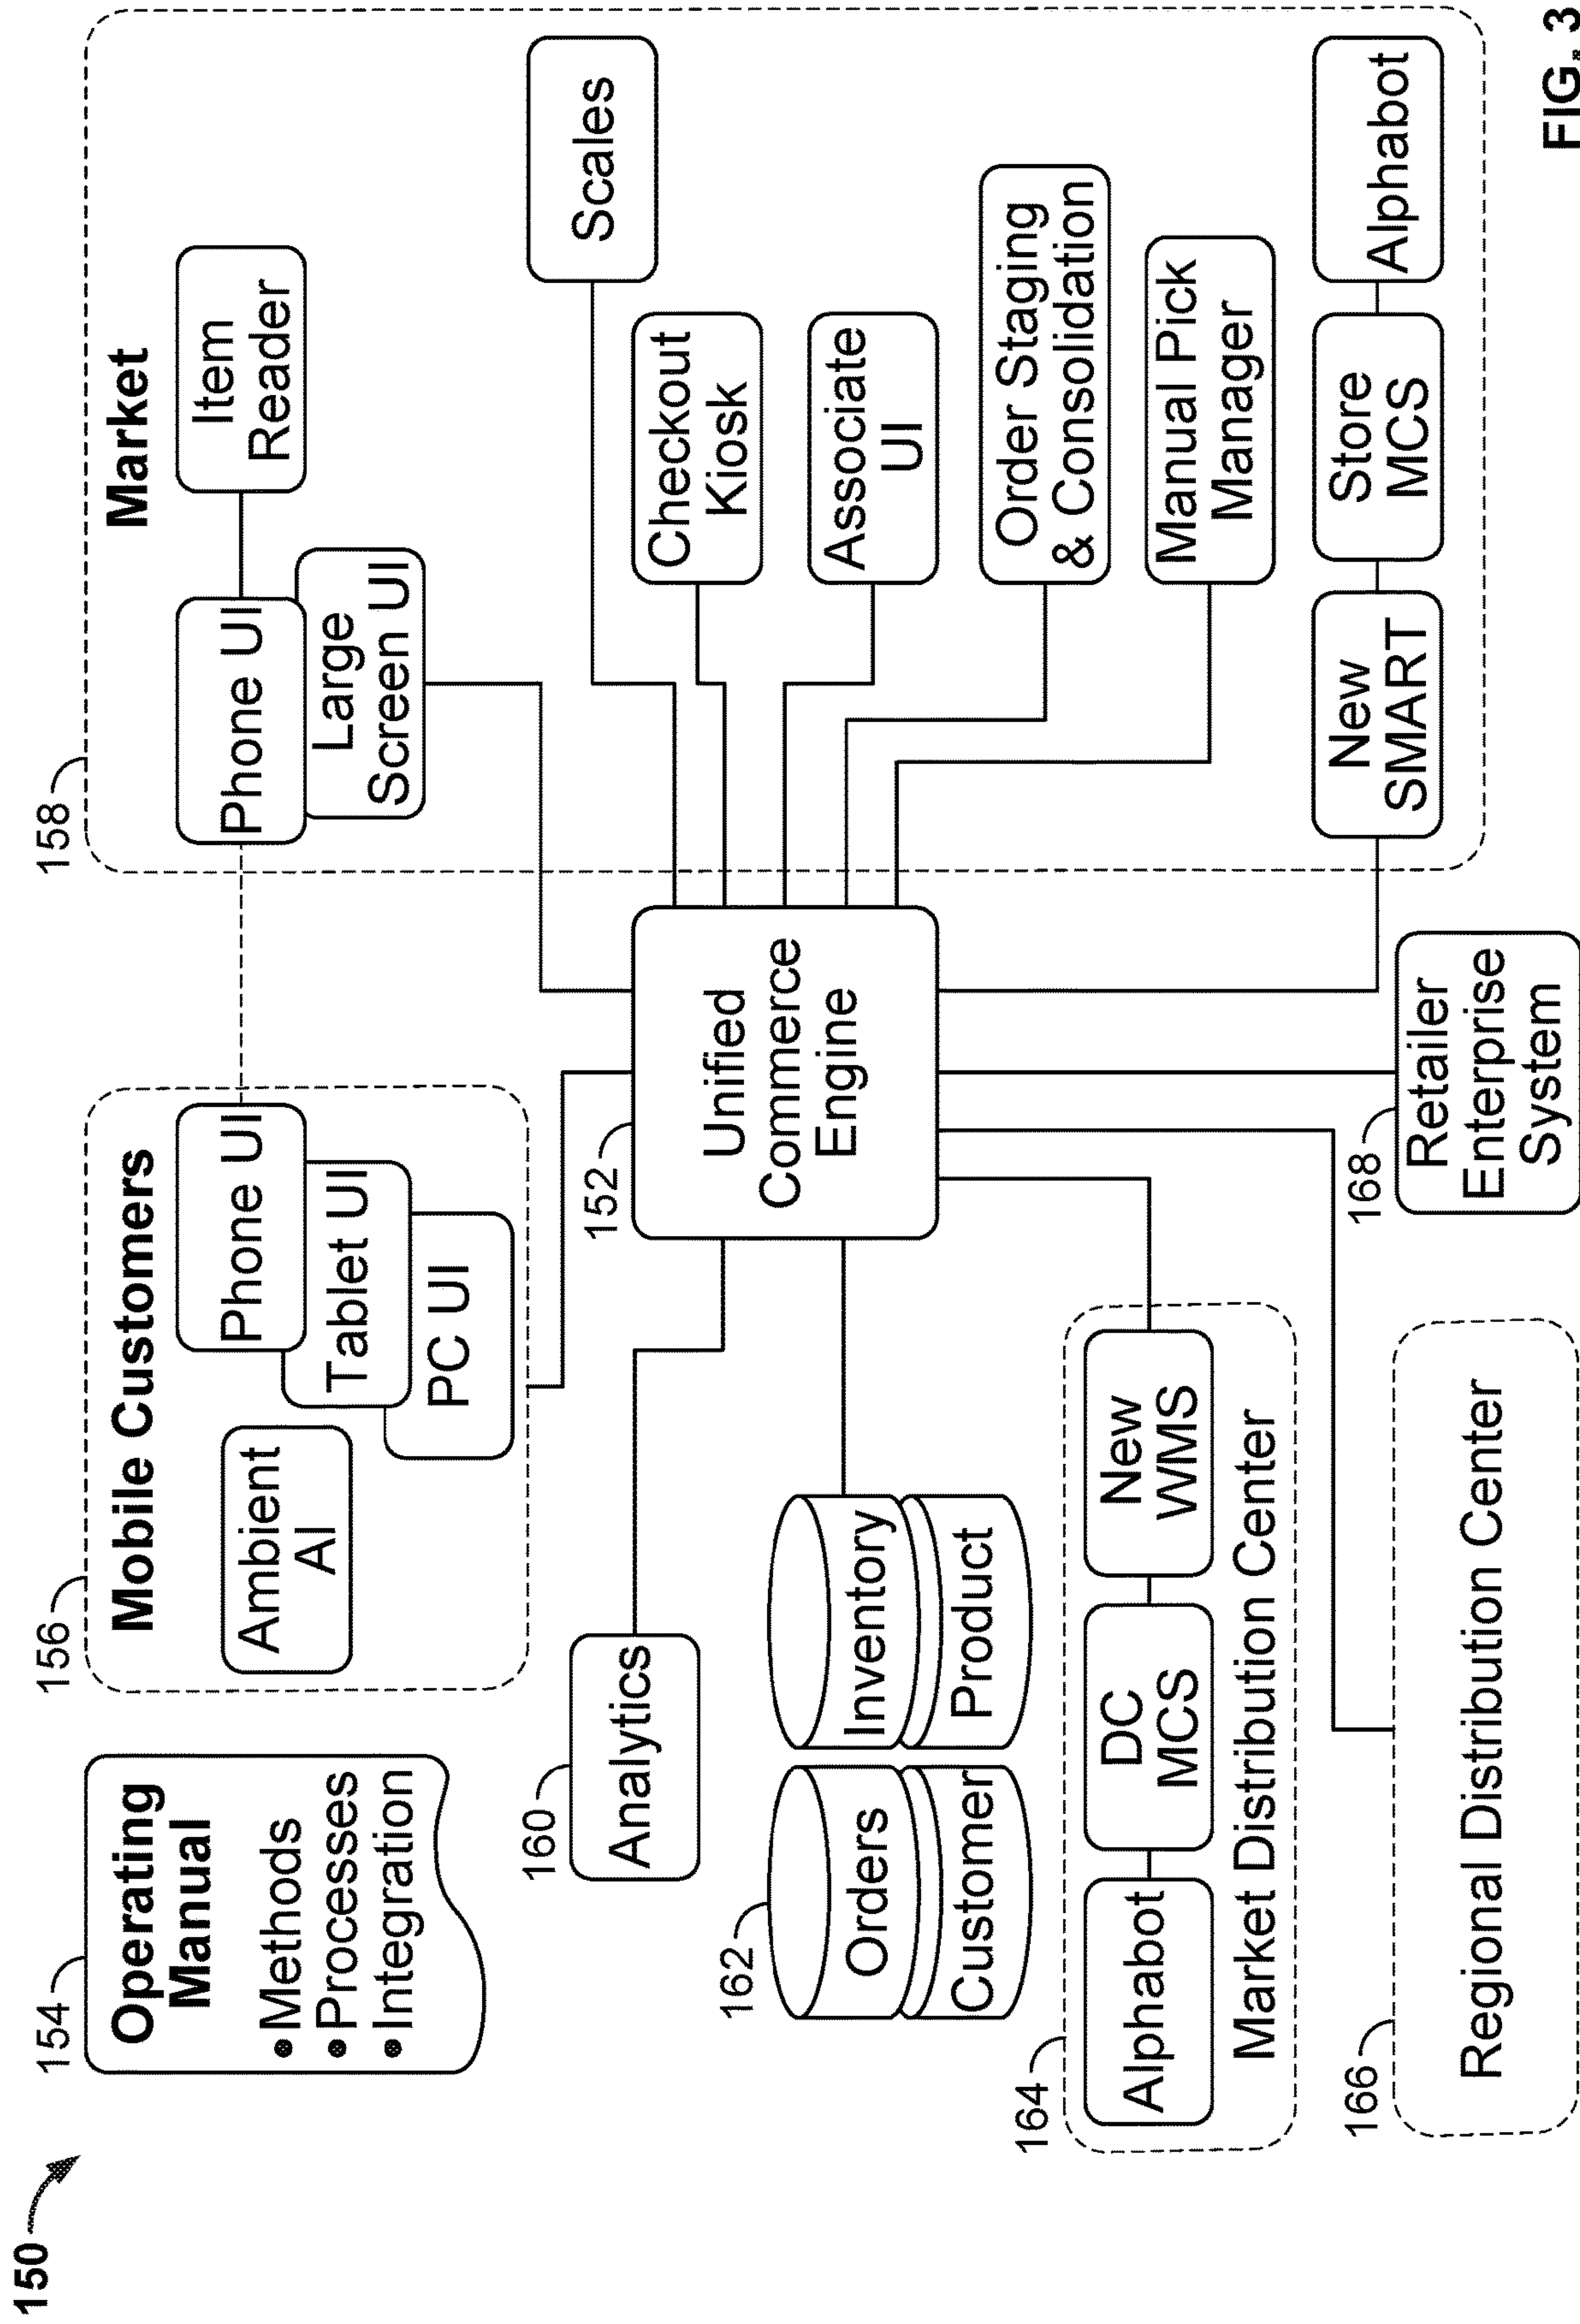 150
154
Operating
Manual
• Methods
• Processes
• Integration
156
Mobile Customers
Ambient
AI
Phone UI
Tablet UI
PC UI
158
Market
Phone UI
Large
Screen UI
Item
Reader
Scales
Checkout
Kiosk
Associate
UI
Order Staging
& Consolidation
Manual Pick
Manager
New
SMART
Store
MCS
Alphabot
152
Unified
Commerce
Engine
160
Analytics
162
Orders
Customer
Inventory
Product
164
Alphabot
DC
MCS
New
WMS
Market Distribution Center
166
Regional Distribution Center
168
Retailer
Enterprise
System
FIG. 3